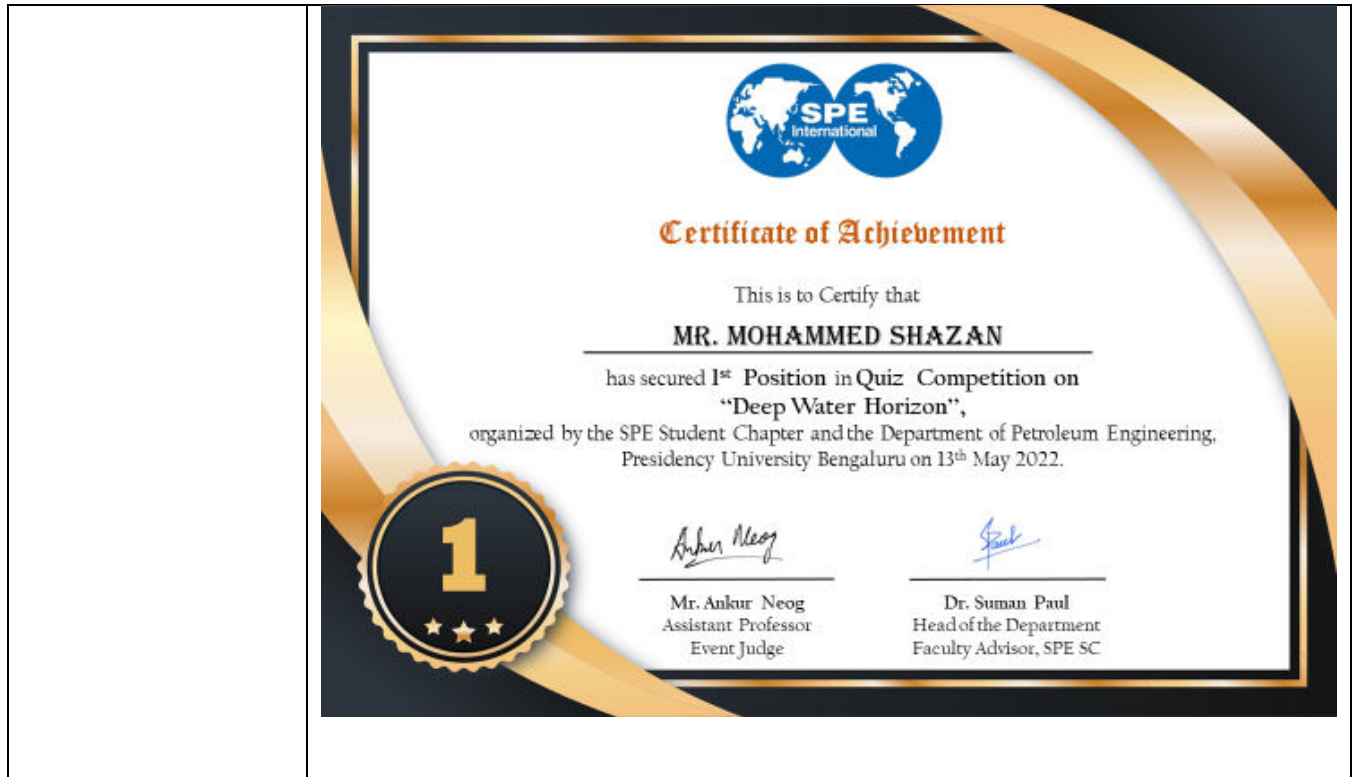 SPE
International
Certificate of Achievement
This is to Certify that
MR. MOHAMMED SHAZAN
has secured 1st Position in Quiz Competition on
“Deep Water Horizon”,
organized by the SPE Student Chapter and the Department of Petroleum Engineering,
Presidency University Bengaluru on 13th May 2022.
1
Ankur Neog
SPaul
Mr. Ankur Neog
Dr. Suman Paul
Assistant Professor
Head of the Department
Event Judge
Faculty Advisor, SPE SC